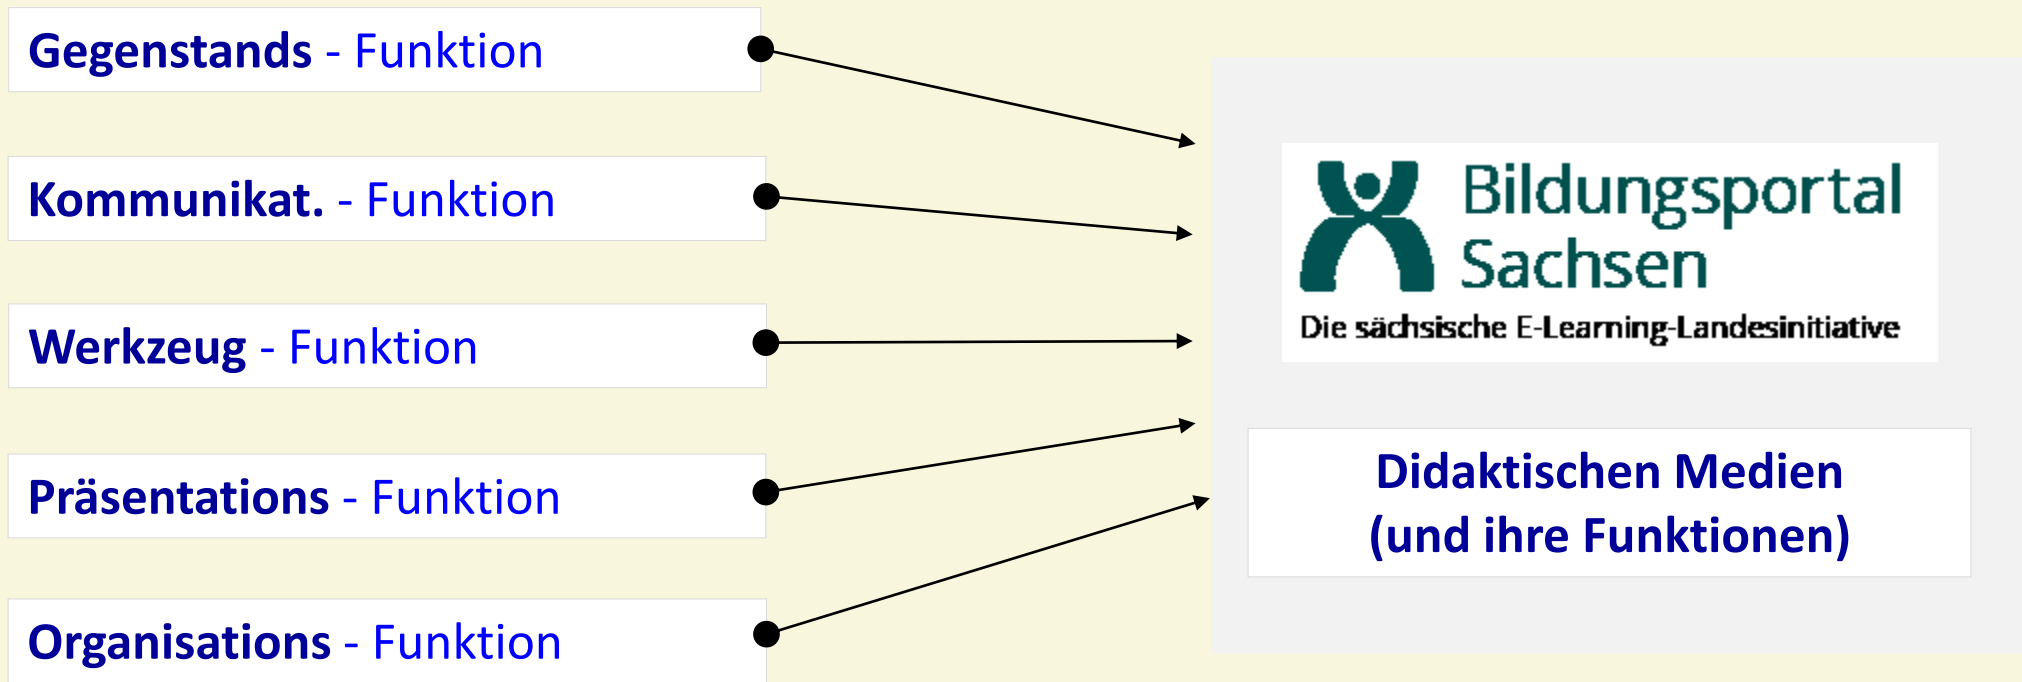 Gegenstands - Funktion
Kommunikat. - Funktion
Werkzeug - Funktion
Präsentations - Funktion
Organisations - Funktion
Bildungsportal
Sachsen
Die sächsische E-Learning-Landesinitiative
Didaktischen Medien
(und ihre Funktionen)